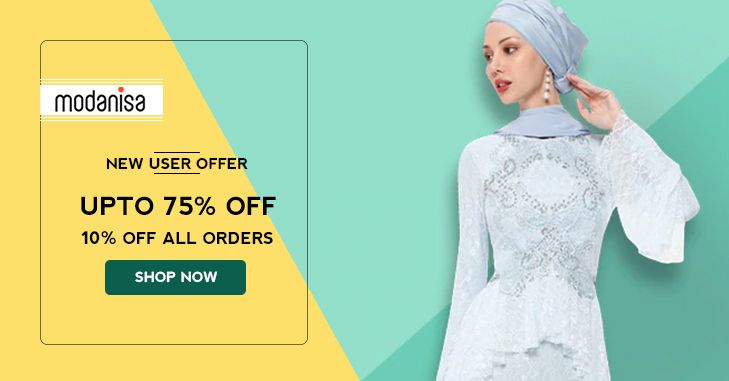 modanisa
NEW USER OFFER
UPTO 75% OFF
10% OFF ALL ORDERS
SHOP NOW